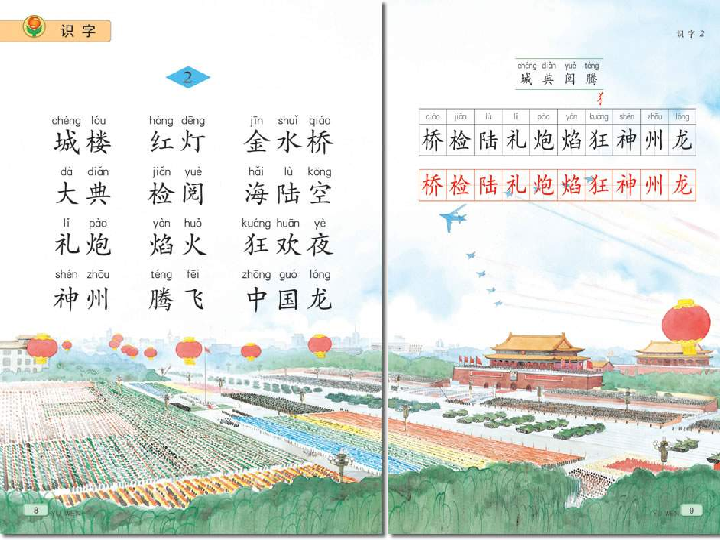 识字
2
chéng lóu hóng dēng jīn shuǐ qiáo
城楼 红灯 金水桥
dà diǎn jiǎn yuè hǎi lù kōng
大典 检阅 海陆空
lǐ pào yàn huǒ kuáng huān yè
礼炮 焰火 狂欢夜
shén zhōu téng fēi zhōng guó lóng
神州 腾飞 中国龙
8
识字 2
chéng diǎn yuè téng
城典阅腾
犭
qiáo jiǎn lù lǐ pào yàn kuáng shén zhōu lóng
桥检陆礼炮焰狂神州龙
桥检陆礼炮焰狂神州龙
9